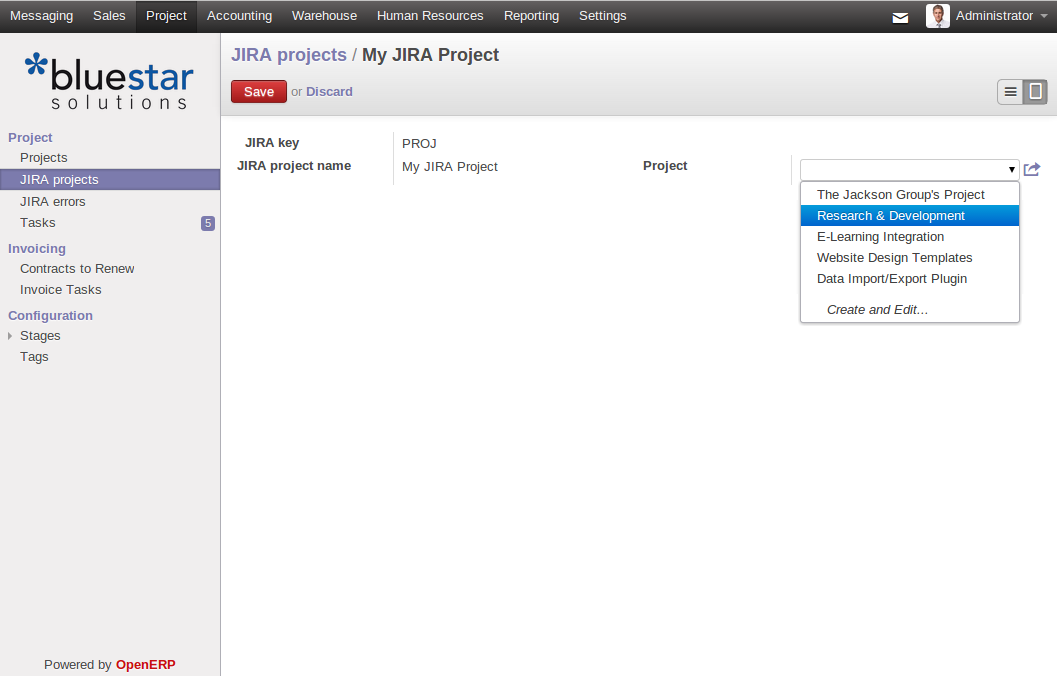 Messaging Sales Project Accounting Warehouse Human Resources Reporting Settings Administrator
*bluestar
solutions
Project
Projects
JIRA projects
JIRA errors
Tasks 5
Invoicing
Contracts to Renew
Invoice Tasks
Configuration
Stages
Tags
Powered by OpenERP
JIRA projects / My JIRA Project
Save or Discard
JIRA key PROJ
JIRA project name My JIRA Project Project
The Jackson Group's Project
Research & Development
E-Learning Integration
Website Design Templates
Data Import/Export Plugin
Create and Edit...